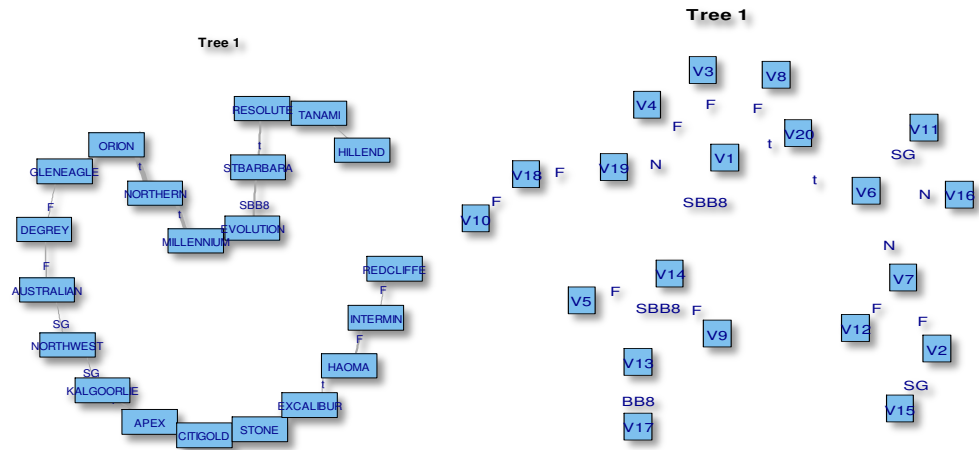 Tree 1
RESOLUTE
TANAMI
ORION
t
HILLEND
GLENEAGLE
t
STBARBARA
NORTHERN
F
SBB8
t
DEGREY
MILLENNIUM
EVOLUTION
F
REDCLIFFE
AUSTRALIAN
F
SG
INTERMIN
NORTHWEST
F
SG
HAOMA
KALGOORLIE
t
EXCALIBUR
APEX
CITIGOLD
STONE
Tree 1
V3
V8
V4
F
F
F
V20
V11
t
SG
V19
N
V1
V18
F
t
V6
N
V16
F
SBB8
V10
N
V14
V7
V5
F
SBB8
F
F
F
V9
V12
V2
V13
SG
BB8
V15
V17